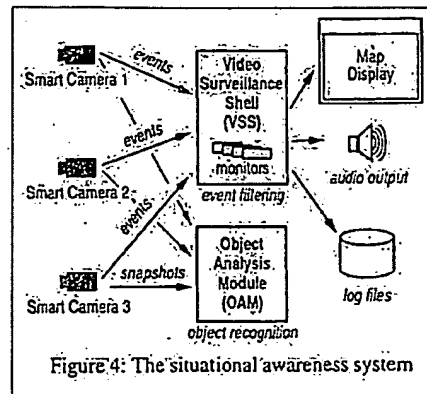 Smart Camera 1
events
Video
Surveillance
Shell
(VSS)
monitors
event filtering
Map
Display
audio output
Smart Camera 2
events
events
Smart Camera 3
snapshots
Object
Analysis
Module
(OAM)
object recognition
log files
Figure 4: The situational awareness system